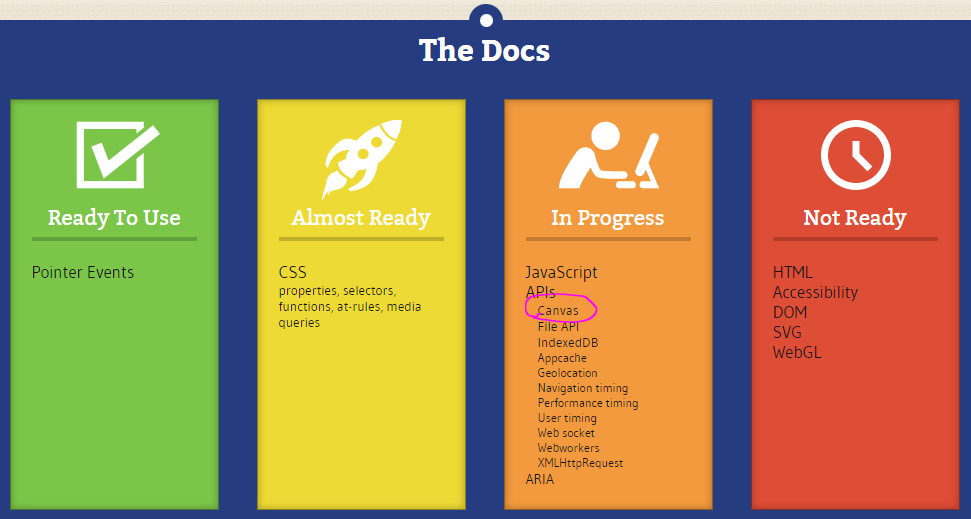 The Docs
Ready To Use
Pointer Events
Almost Ready
CSS
properties, selectors,
functions, at-rules, media
queries
In Progress
JavaScript
APIs
Canvas
File API
IndexedDB
Appcache
Geolocation
Navigation timing
Performance timing
User timing
Web socket
Webworkers
XMLHttpRequest
ARIA
Not Ready
HTML
Accessibility
DOM
SVG
WebGL